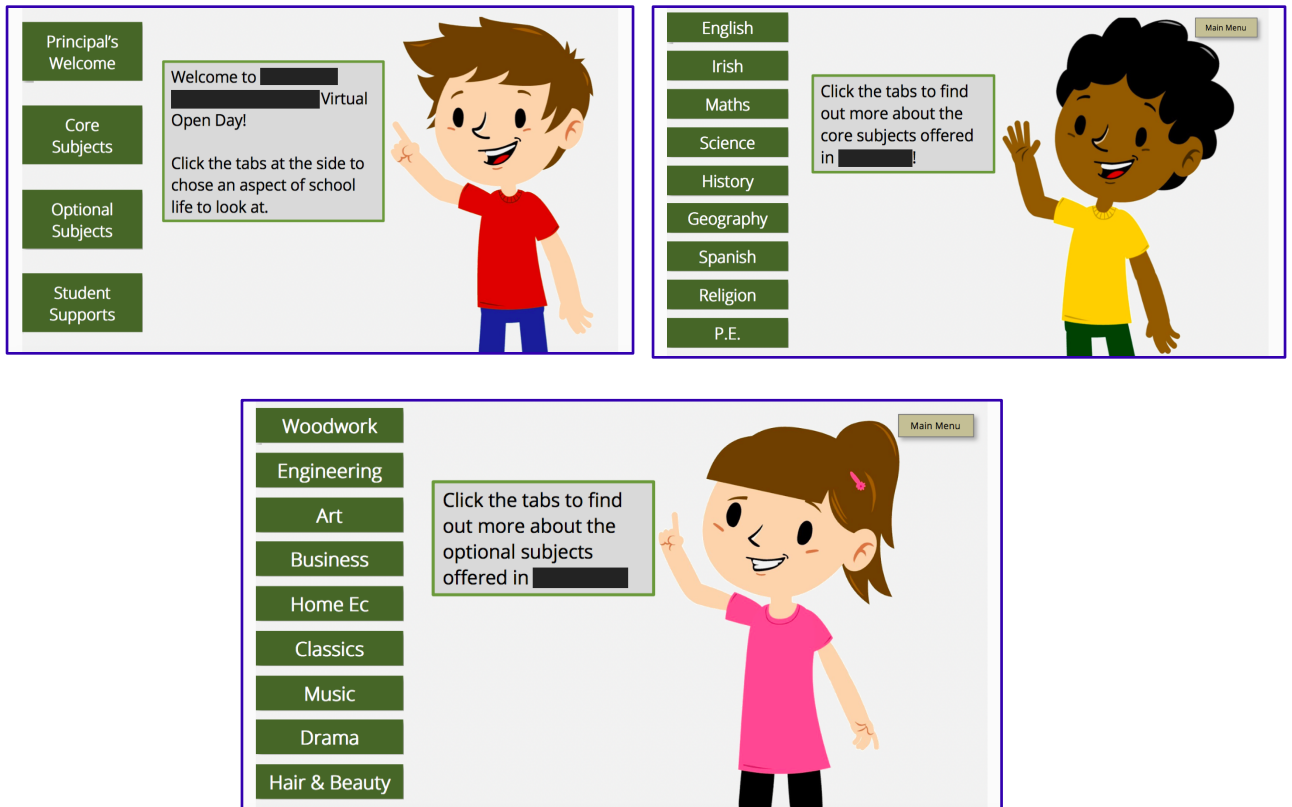 Principal's
Welcome
Core
Subjects
Optional
Subjects
Student
Supports
Welcome to
Virtual
Open Day!
Click the tabs at the side to
chose an aspect of school
life to look at.
English
Irish
Maths
Science
History
Geography
Spanish
Religion
P.E.
Click the tabs to find
out more about the
core subjects offered
in !
Main Menu
Woodwork
Engineering
Art
Business
Home Ec
Classics
Music
Drama
Hair & Beauty
Click the tabs to find
out more about the
optional subjects
offered in
Main Menu